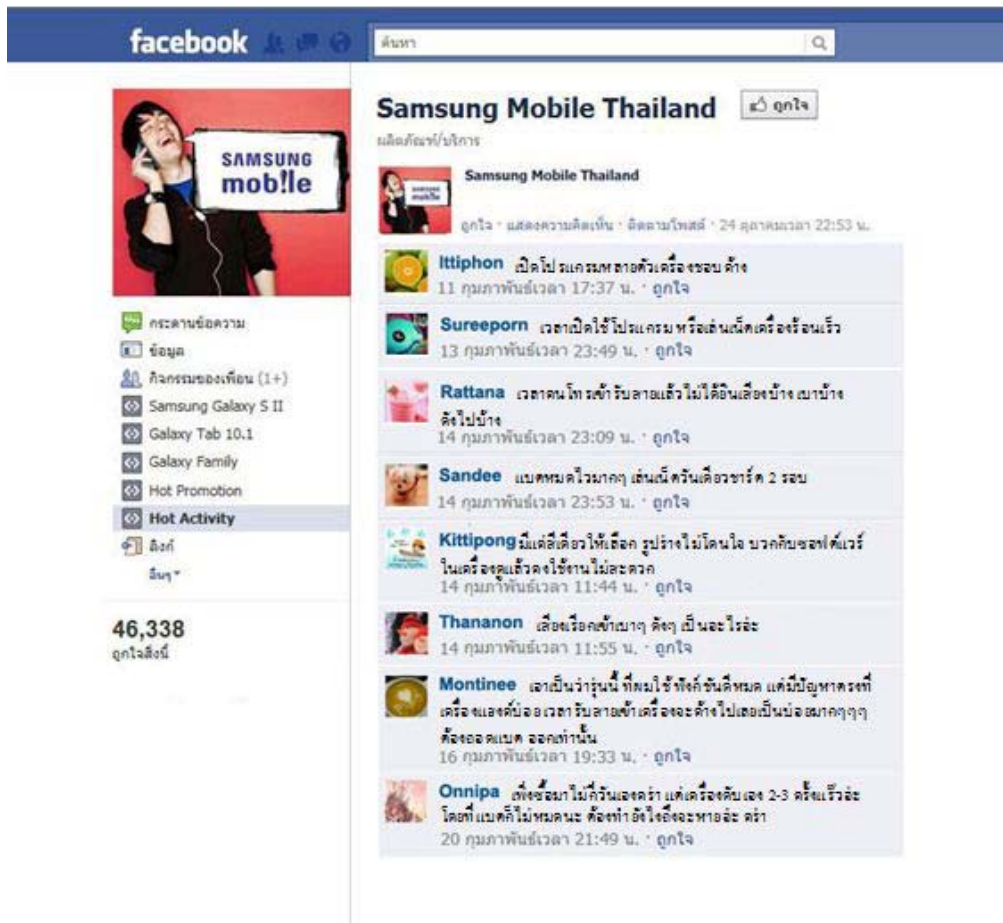 facebook
ค้นหา
SAMSUNG
mob!le
Samsung Mobile Thailand
ถูกใจ
ผลิตภัณฑ์/บริการ
SAMSUNG
mob!le
Samsung Mobile Thailand
ถูกใจ · แสดงความคิดเห็น · ติดตามโพสต์ · 24 ตุลาคมเวลา 22:53 น.
Ittiphon เปิดโปรแกรมหลายตัวเครื่องชอบค้าง
11 กุมภาพันธ์เวลา 17:37 น. · ถูกใจ
Sureeporn เวลาเปิดใช้โปรแกรม หรือเล่นเน็ตเครื่องร้อนเร็ว
13 กุมภาพันธ์เวลา 23:49 น. · ถูกใจ
Rattana เวลาคนโทรเข้า รับสายแล้วไม่ได้ยินเสียงบ้าง เบาบ้าง
ดังไปบ้าง
14 กุมภาพันธ์เวลา 23:09 น. · ถูกใจ
Sandee แบตหมดไวมากๆ เล่นเน็ตวันเดียวชาร์ต 2 รอบ
14 กุมภาพันธ์เวลา 23:53 น. · ถูกใจ
Kittipong มีแต่สีเดียวให้เลือก รูปร่างไม่โดนใจ บวกกับซอฟต์แวร์
ในเครื่องดูแล้วคงใช้งานไม่สะดวก
14 กุมภาพันธ์เวลา 11:44 น. · ถูกใจ
Thananon เสียงเรียกเข้าเบาๆ ดังๆ เป็นอะไรอ่ะ
14 กุมภาพันธ์เวลา 11:55 น. · ถูกใจ
Montinee เอาเป็นว่ารุ่นนี้ ที่ผมใช้ฟังก์ชันดีหมด แต่มีปัญหาตรงที่
เครื่องแฮงค์บ่อย เวลารับสายเข้าเครื่องจะค้างไปเลยเป็นบ่อยมากๆๆๆ
ต้องถอดแบต ออกเท่านั้น
16 กุมภาพันธ์เวลา 19:33 น. · ถูกใจ
Onnipa เพิ่งซื้อมาไม่กี่วันเองคร่า แต่เครื่องดับเอง 2-3 ครั้งแร้วอ่ะ
โดยที่แบตก็ไม่หมดนะ ต้องทำยังไงถึงจะหายอ่ะ คร่า
20 กุมภาพันธ์เวลา 21:49 น. · ถูกใจ
กระดานข้อความ
ข้อมูล
กิจกรรมของเพื่อน (1+)
Samsung Galaxy S II
Galaxy Tab 10.1
Galaxy Family
Hot Promotion
Hot Activity
ลิงก์
อื่นๆ
46,338
ถูกใจสิ่งนี้